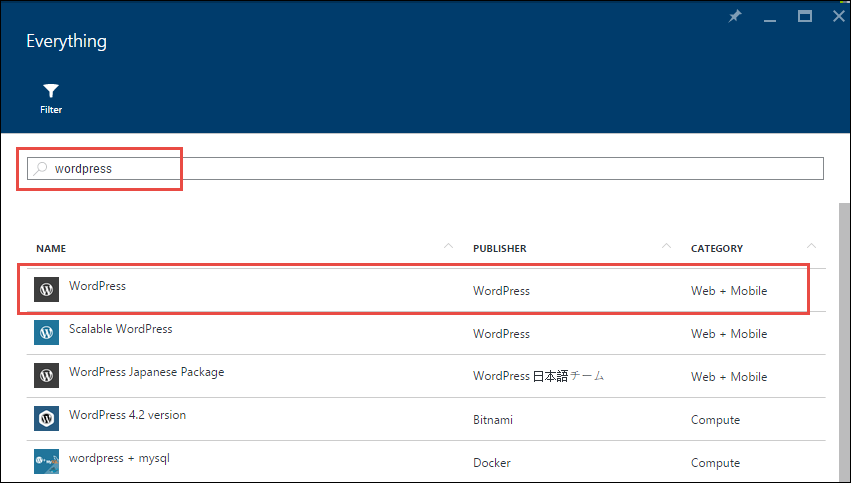 Everything
Filter
wordpress
NAME PUBLISHER CATEGORY
WordPress WordPress Web + Mobile
Scalable WordPress WordPress Web + Mobile
WordPress Japanese Package WordPress 日本語チーム Web + Mobile
WordPress 4.2 version Bitnami Compute
wordpress + mysql Docker Compute